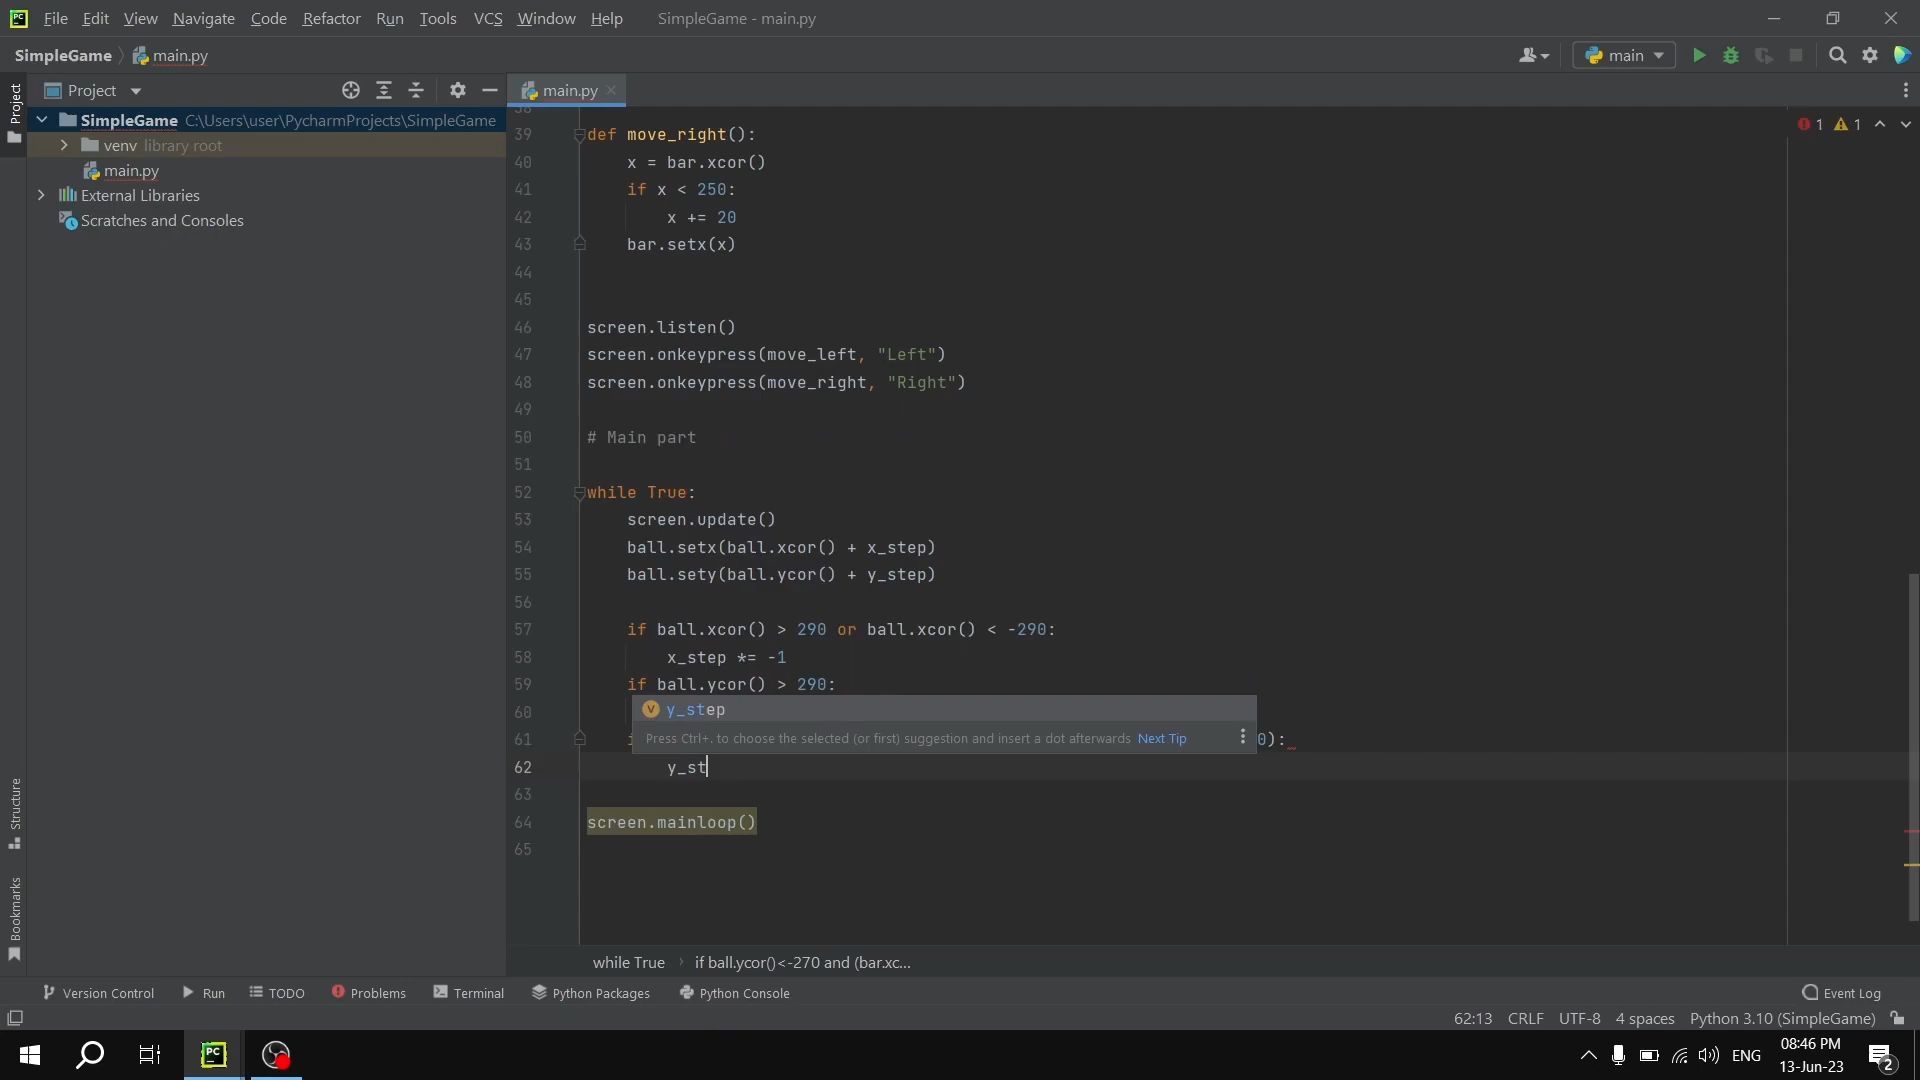 File Edit View Navigate Code Refactor Run Tools VCS Window Help SimpleGame - main.py
SimpleGame main.py
main
Project
main.py
SimpleGame C:\Users\user\PycharmProjects\SimpleGame
venv library root
main.py
External Libraries
Scratches and Consoles
Project
Structure
Bookmarks
1 1
39 def move_right():
40 x = bar.xcor()
41 if x < 250:
42 x += 20
43 bar.setx(x)
44
45
46 screen.listen()
47 screen.onkeypress(move_left, "Left")
48 screen.onkeypress(move_right, "Right")
49
50 # Main part
51
52 while True:
53 screen.update()
54 ball.setx(ball.xcor() + x_step)
55 ball.sety(ball.ycor() + y_step)
56
57 if ball.xcor() > 290 or ball.xcor() < -290:
58 x_step *= -1
59 if ball.ycor() > 290:
60 y_step
61 Press Ctrl+. to choose the selected (or first) suggestion and insert a dot afterwards Next Tip 0):
62 y_st
63
64 screen.mainloop()
65
while True if ball.ycor()<-270 and (bar.xc...
Version Control Run TODO Problems Terminal Python Packages Python Console Event Log
62:13 CRLF UTF-8 4 spaces Python 3.10 (SimpleGame)
PC
ENG
08:46 PM
13-Jun-23
2